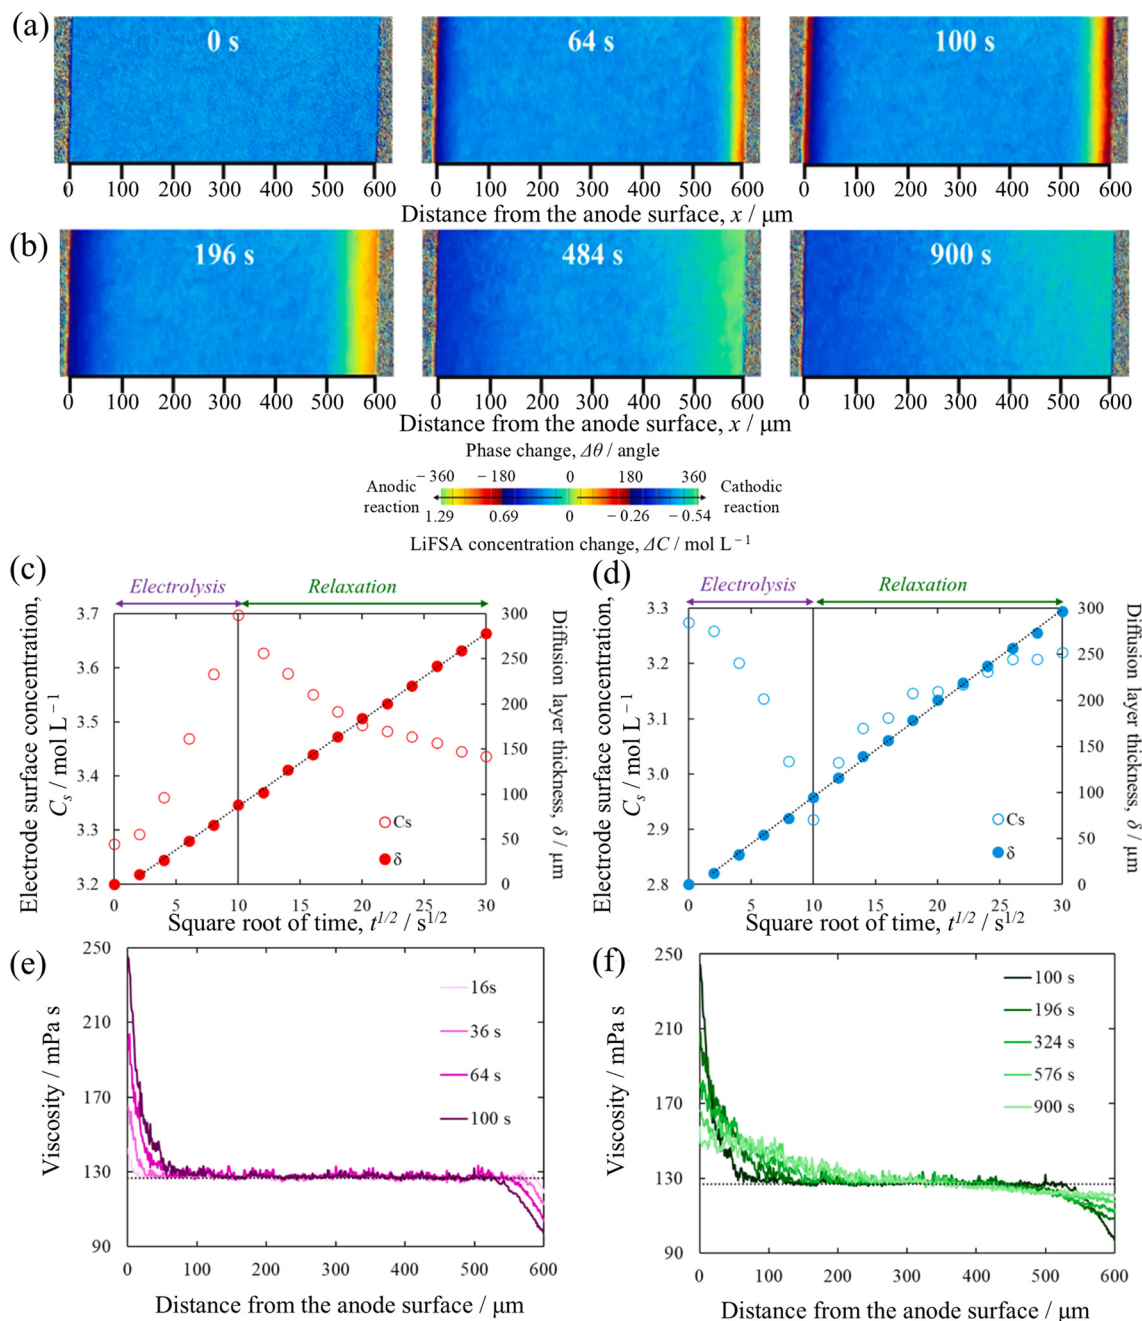 (a)
0 s 64 s 100 s
0 100 200 300 400 500 600 0 100 200 300 400 500 600 0 100 200 300 400 500 600
Distance from the anode surface, x / μm
(b)
196 s 484 s 900 s
0 100 200 300 400 500 600 0 100 200 300 400 500 600 0 100 200 300 400 500 600
Distance from the anode surface, x / μm
Phase change, Δθ / angle
−360 −180 0 180 360
Anodic reaction
Cathodic reaction
1.29 0.69 0 −0.26 −0.54
LiFSA concentration change, ΔC / mol L⁻¹
(c)
Electrolysis Relaxation
Electrode surface concentration,
Cs / mol L⁻¹
3.7
3.6
3.5
3.4
3.3
3.2
300
250
200
150
100
50
0
Diffusion layer thickness, δ / μm
Cs
δ
0 5 10 15 20 25 30
Square root of time, t^1/2 / s^1/2
(d)
Electrolysis Relaxation
Electrode surface concentration,
Cs / mol L⁻¹
3.3
3.2
3.1
3.0
2.9
2.8
300
250
200
150
100
50
0
Diffusion layer thickness, δ / μm
Cs
δ
0 5 10 15 20 25 30
Square root of time, t^1/2 / s^1/2
(e)
Viscosity / mPa s
250
210
170
130
90
16s
36 s
64 s
100 s
0 100 200 300 400 500 600
Distance from the anode surface / μm
(f)
Viscosity / mPa s
250
210
170
130
90
100 s
196 s
324 s
576 s
900 s
0 100 200 300 400 500 600
Distance from the anode surface / μm